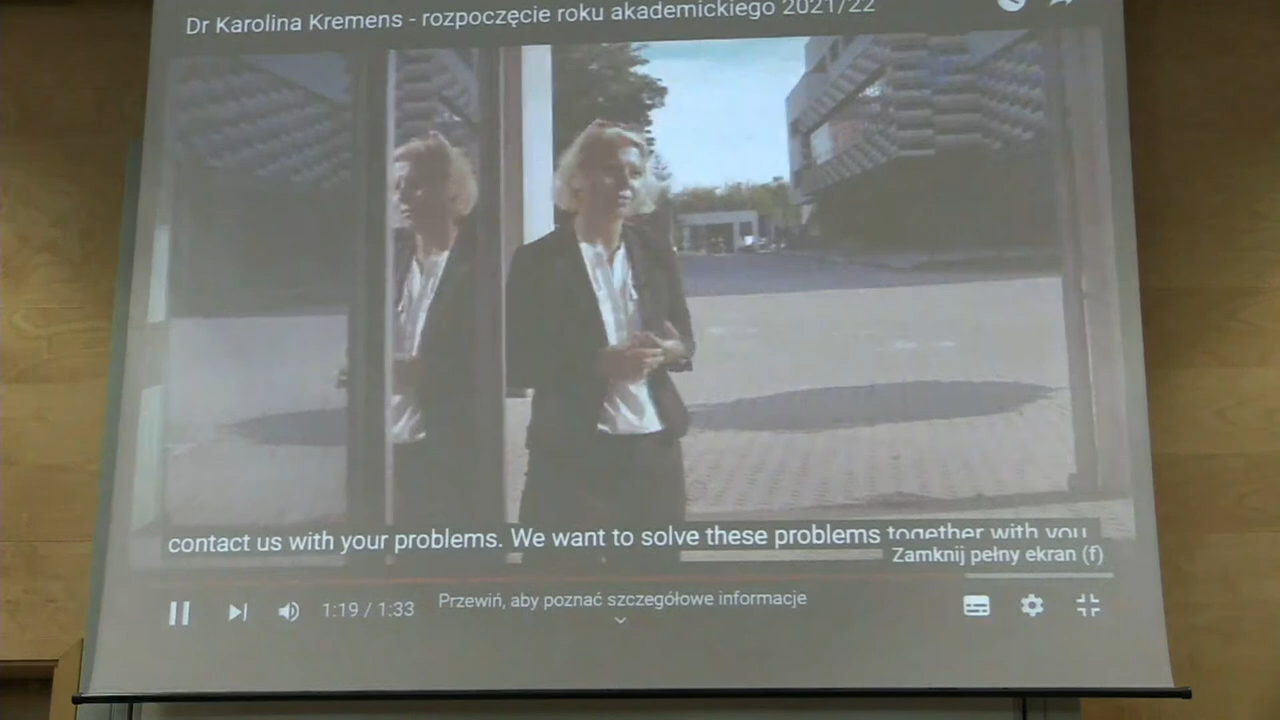 Dr Karolina Kremens - rozpoczęcie roku akademickiego 2021/22
contact us with your problems. We want to solve these problems together with you
Zamknij pełny ekran (f)
1:19 / 1:33
Przewiń, aby poznać szczegółowe informacje